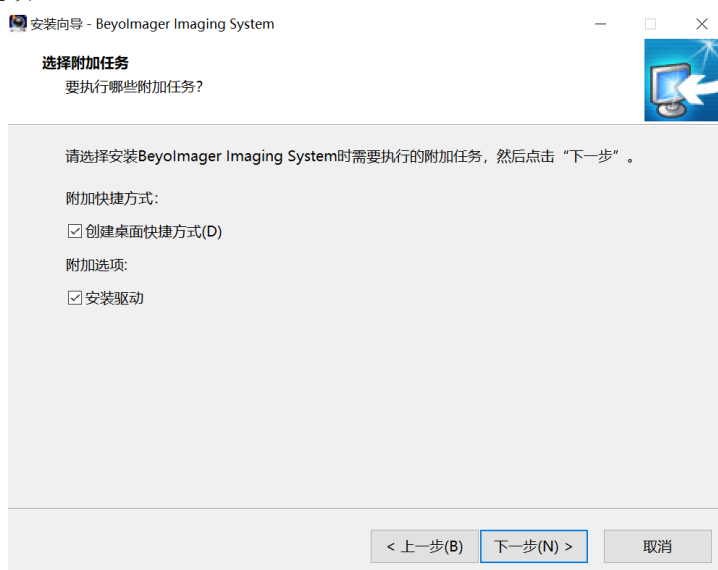 安装向导 - BeyoImager Imaging System
选择附加任务
要执行哪些附加任务?
请选择安装BeyoImager Imaging System时需要执行的附加任务，然后点击“下一步”。
附加快捷方式:
创建桌面快捷方式(D)
附加选项:
安装驱动
< 上一步(B)
下一步(N) >
取消